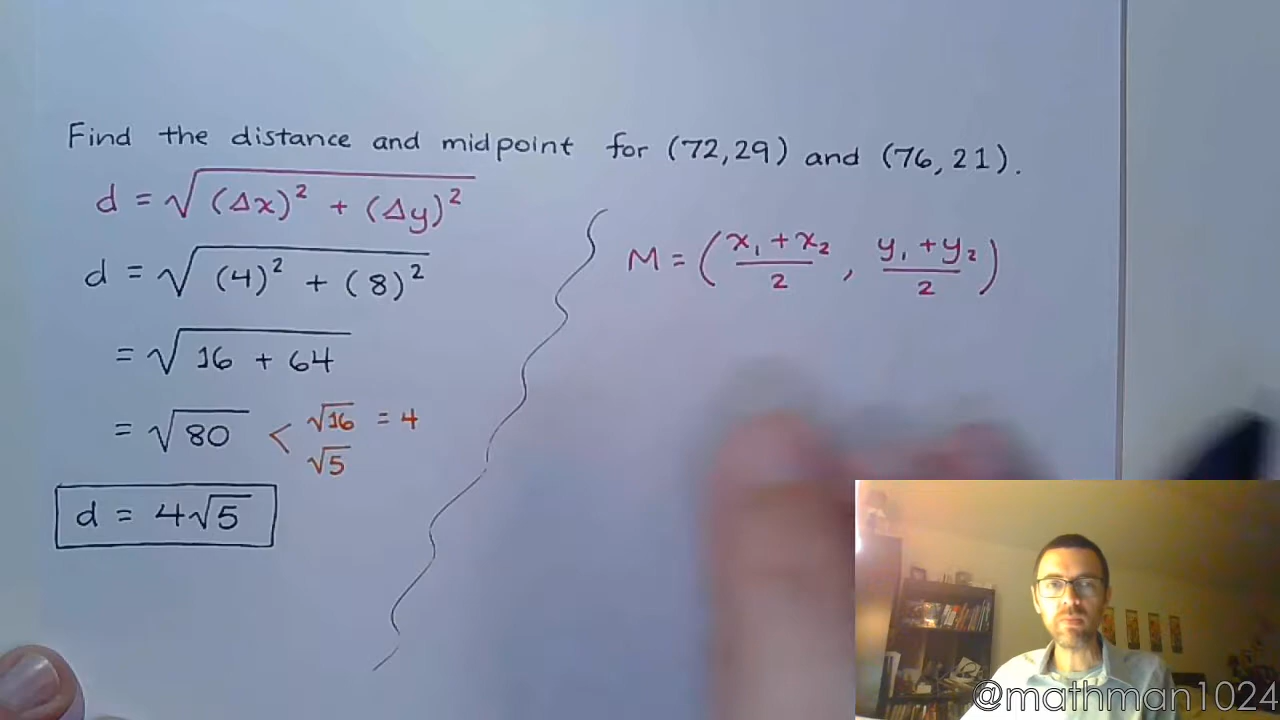 Find the distance and midpoint for (72,29) and (76,21).
d = √(Δx)² + (Δy)²
d = √(4)² + (8)²
= √16 + 64
= √80 < √16 = 4
√5
d = 4√5
M = (x₁ + x₂ / 2 , y₁ + y₂ / 2)
@mathman1024